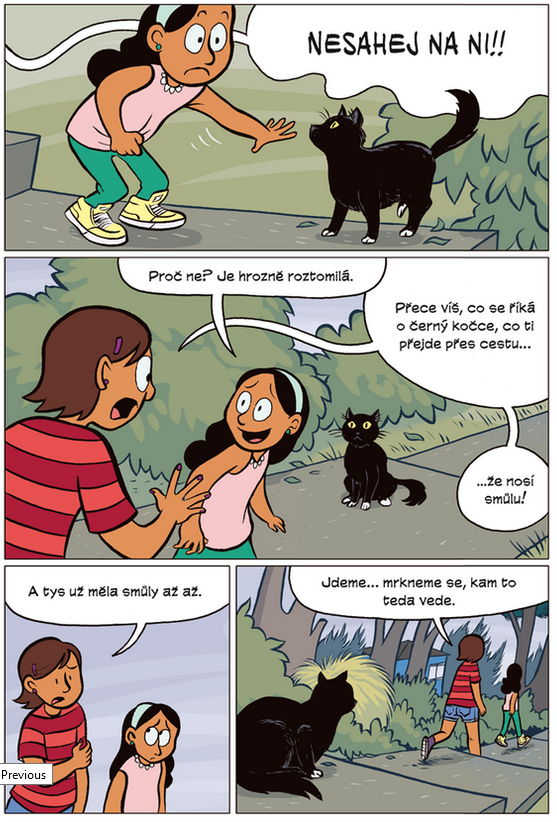 NESAHEJ NA NI!!
Proč ne? Je hrozně roztomilá.
Přece víš, co se říká
o černý kočce, co ti
přejde přes cestu...
...že nosí
smůlu!
A tys už měla smůly až až.
Jdeme... mrkneme se, kam to
teda vede.
Previous